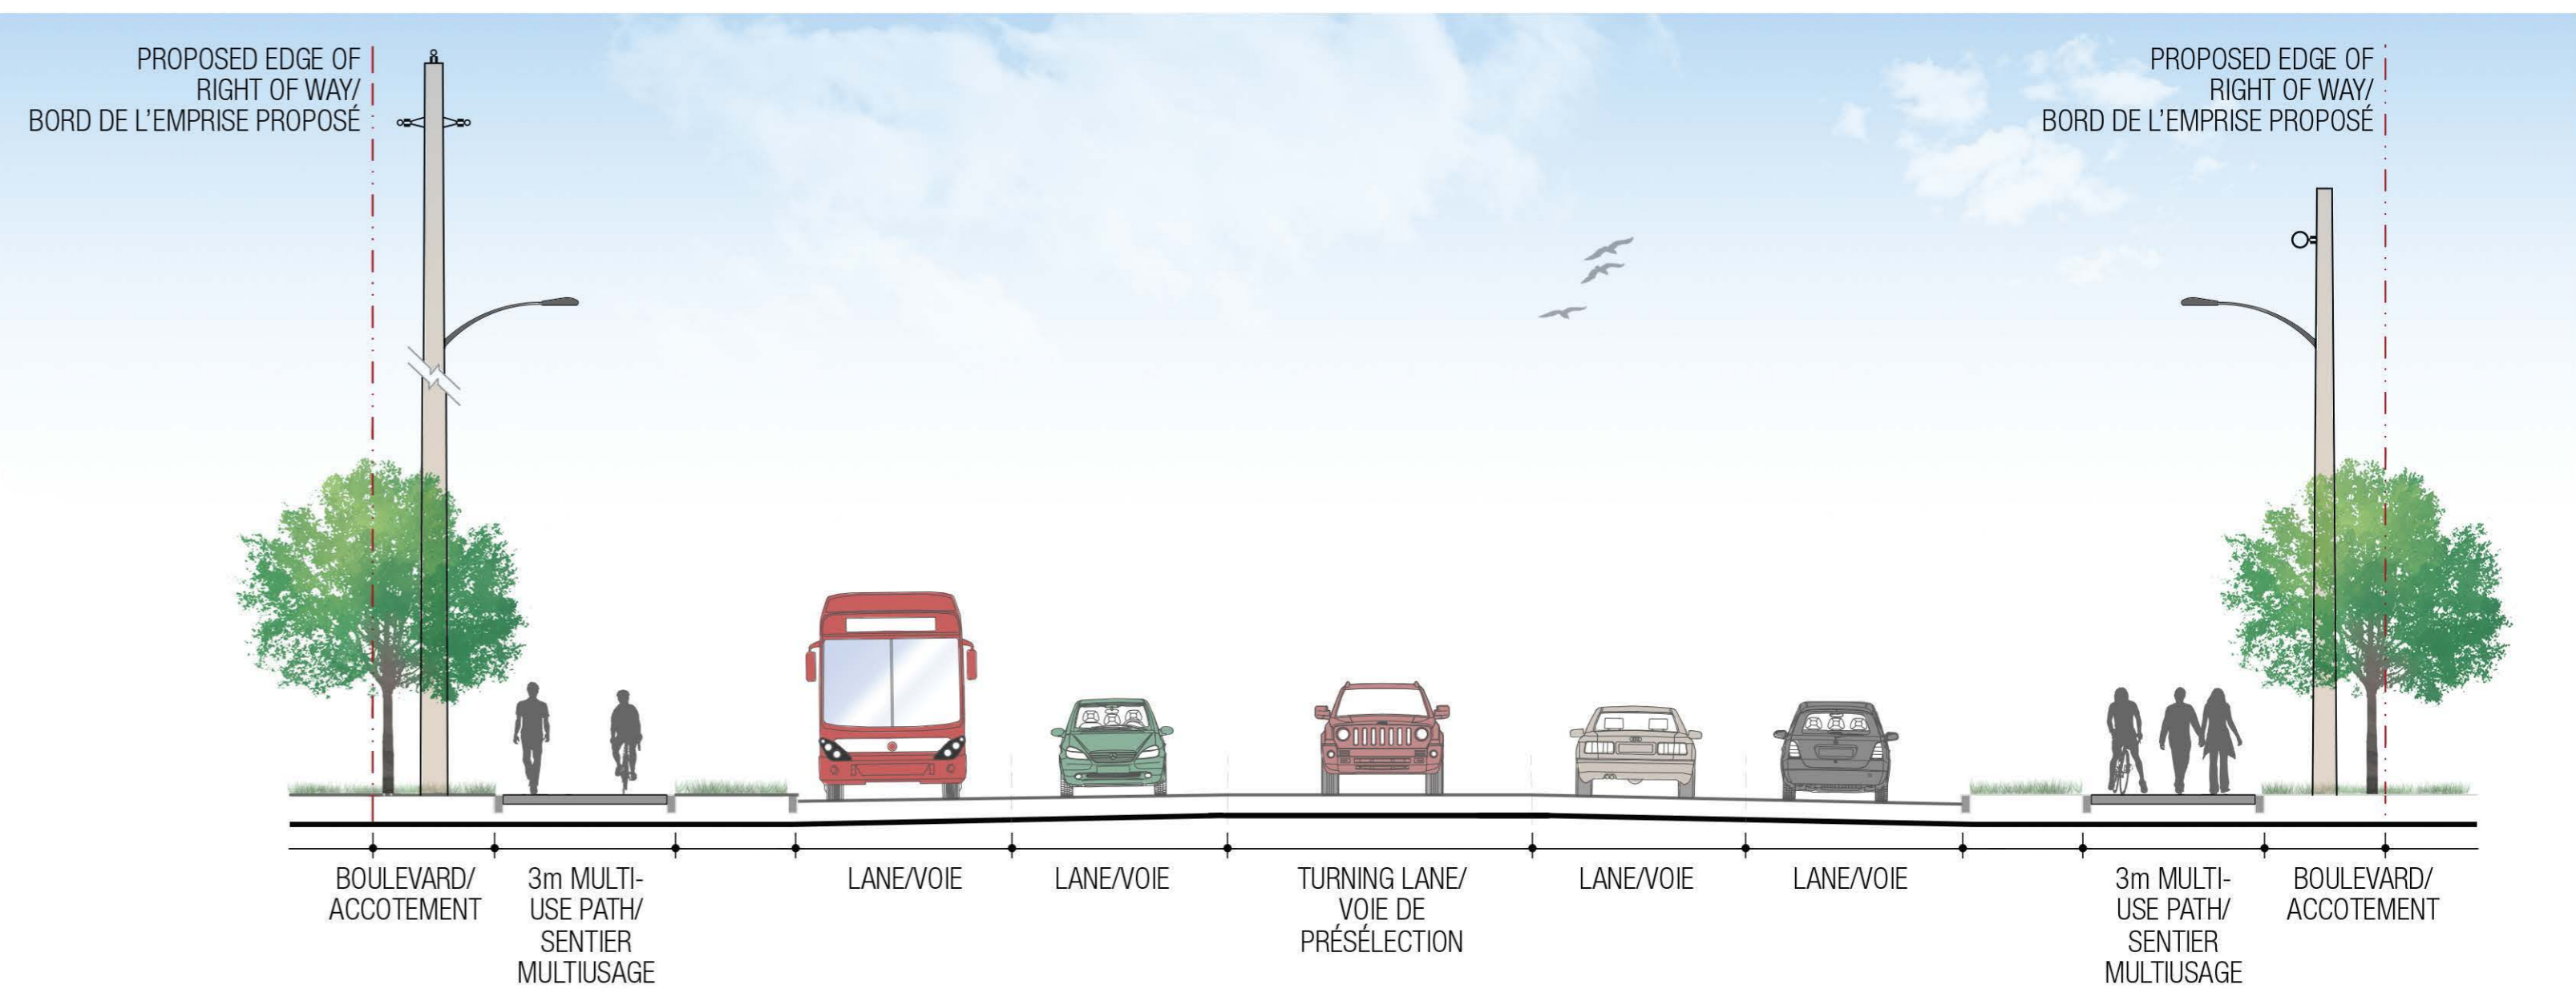 PROPOSED EDGE OF
RIGHT OF WAY/
BORD DE L'EMPRISE PROPOSÉ
PROPOSED EDGE OF
RIGHT OF WAY/
BORD DE L'EMPRISE PROPOSÉ
BOULEVARD/
ACCOTEMENT
3m MULTI-
USE PATH/
SENTIER
MULTIUSAGE
LANE/VOIE
LANE/VOIE
TURNING LANE/
VOIE DE
PRÉSÉLECTION
LANE/VOIE
LANE/VOIE
3m MULTI-
USE PATH/
SENTIER
MULTIUSAGE
BOULEVARD/
ACCOTEMENT